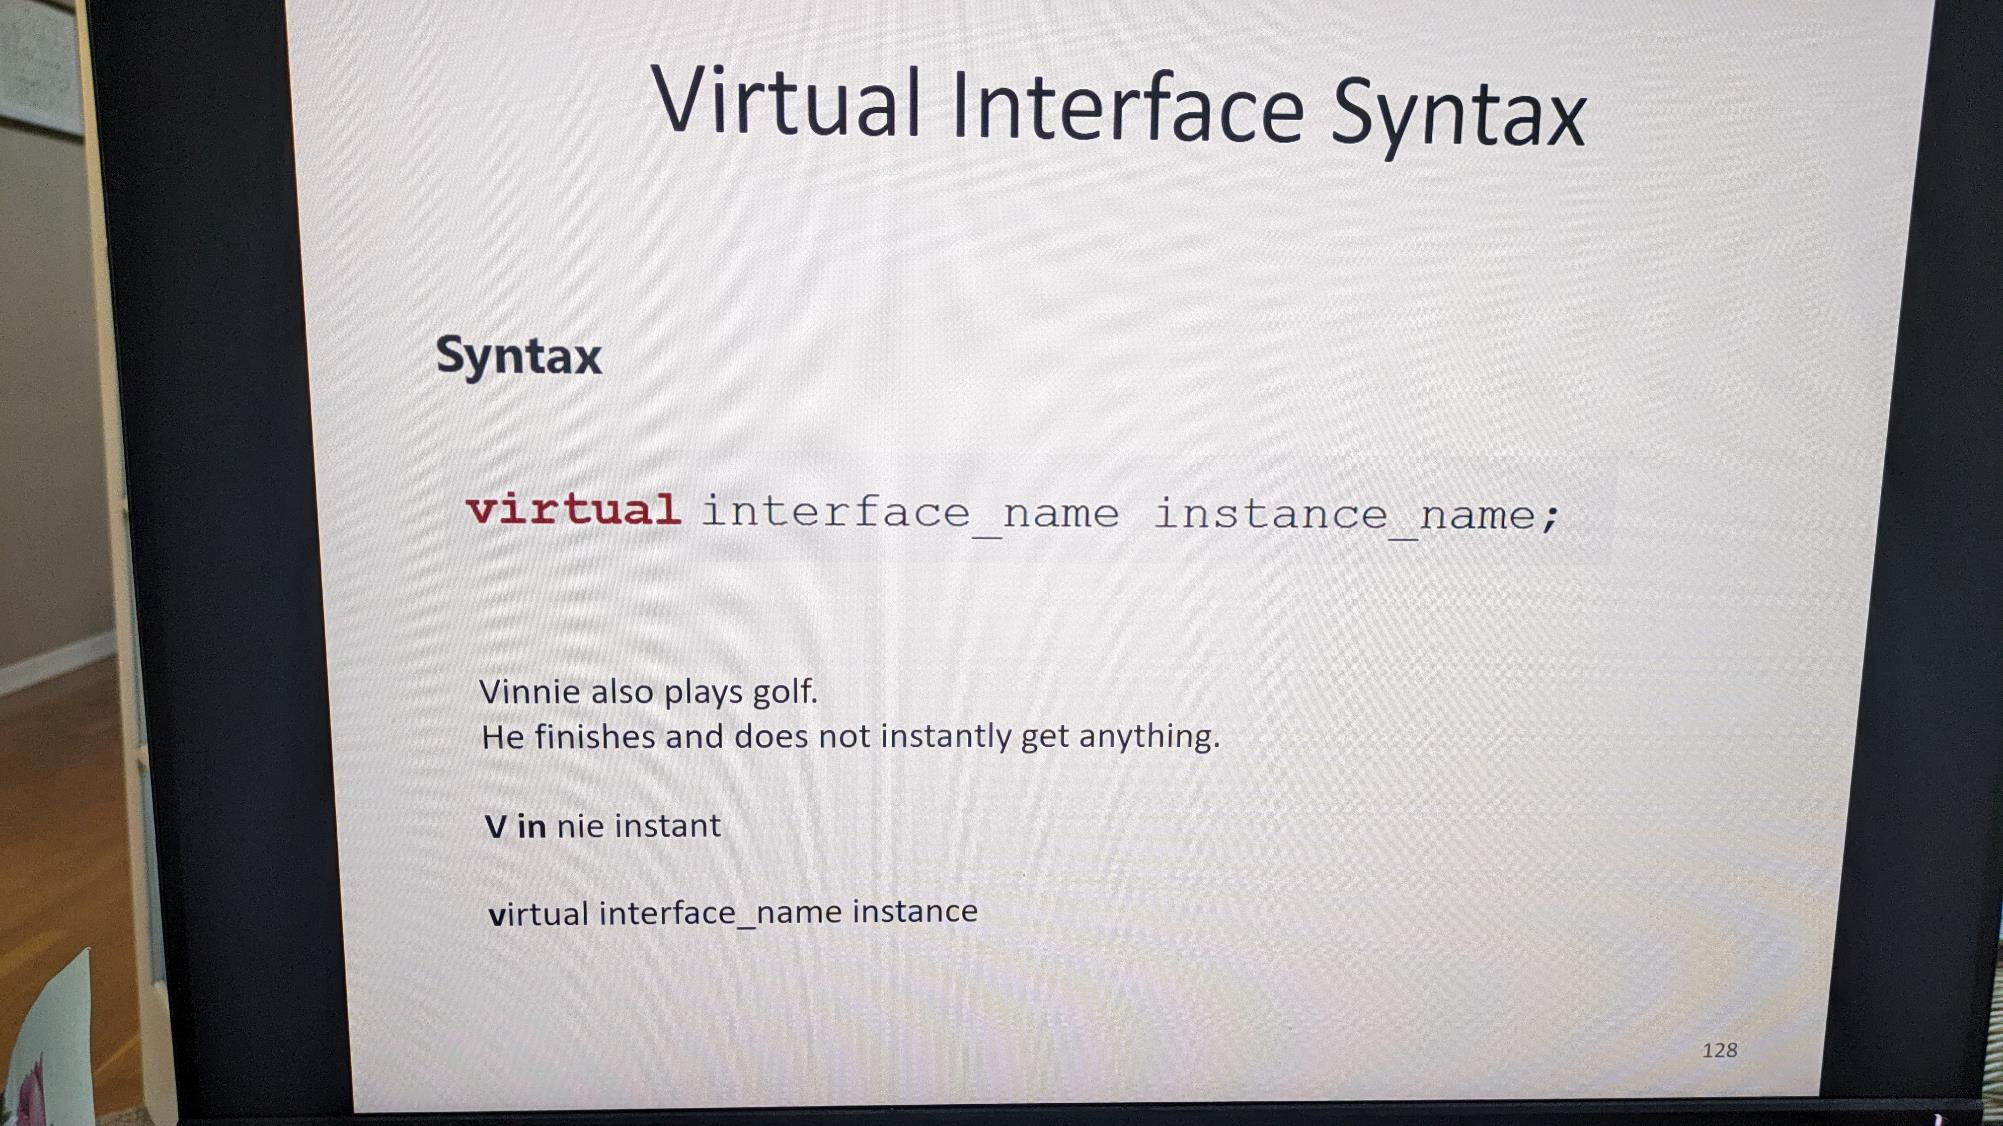 Virtual Interface Syntax
Syntax
virtual interface_name instance_name;
Vinnie also plays golf.
He finishes and does not instantly get anything.
V in nie instant
virtual interface_name instance
128